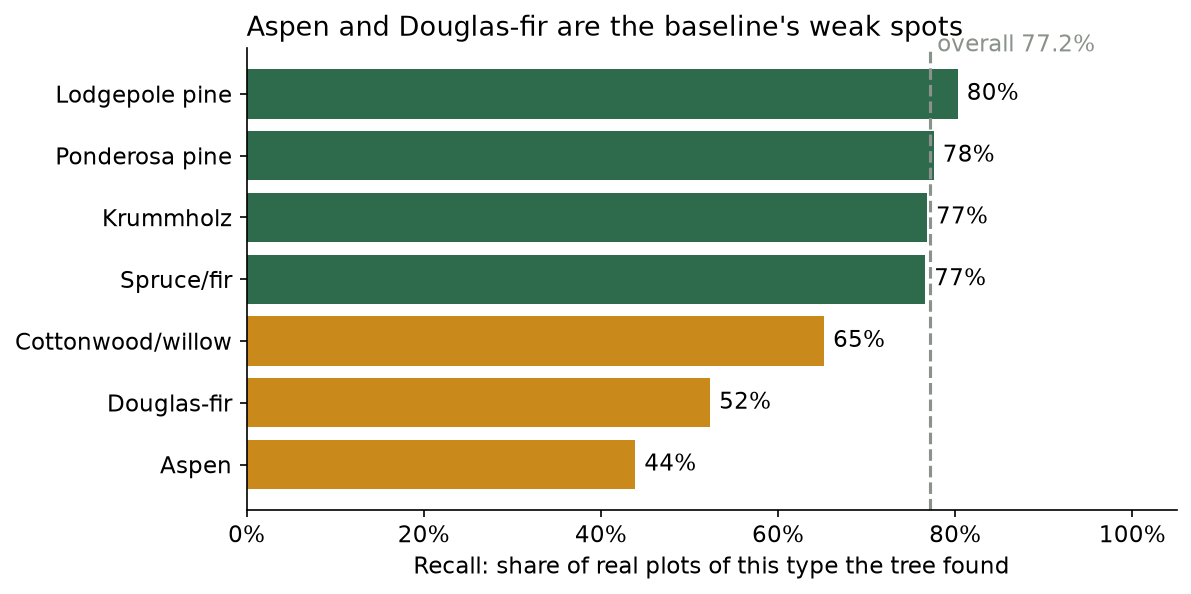 Aspen and Douglas-fir are the baseline's weak spots
overall 77.2%
Lodgepole pine 80%
Ponderosa pine 78%
Krummholz 77%
Spruce/fir 77%
Cottonwood/willow 65%
Douglas-fir 52%
Aspen 44%
0% 20% 40% 60% 80% 100%
Recall: share of real plots of this type the tree found